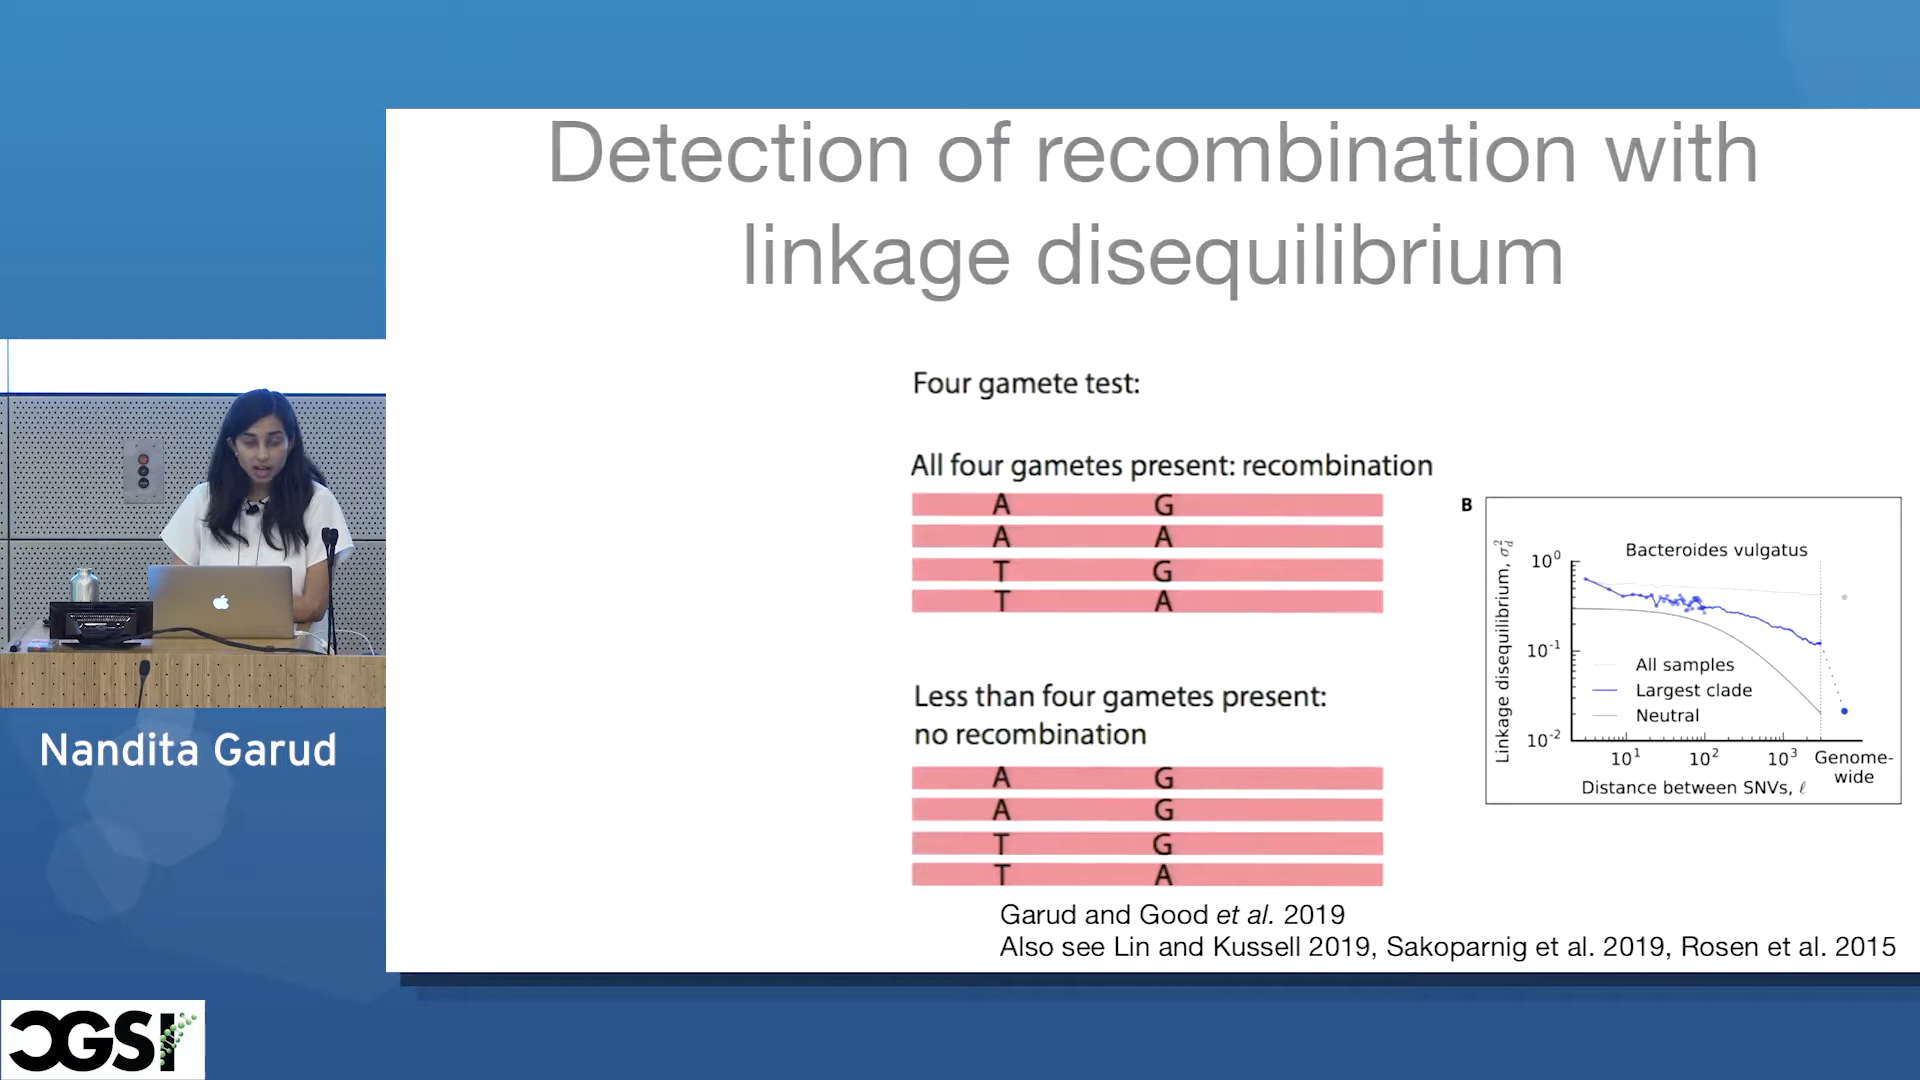 Detection of recombination with
linkage disequilibrium
Four gamete test:
All four gametes present: recombination
A G
A A
T G
T A
Less than four gametes present:
no recombination
A G
A G
T G
T A
B
Bacteroides vulgatus
Linkage disequilibrium, σ²_d
10⁰
10⁻¹
10⁻²
All samples
Largest clade
Neutral
10¹ 10² 10³ Genome-
wide
Distance between SNVs, ℓ
Garud and Good et al. 2019
Also see Lin and Kussell 2019, Sakoparnig et al. 2019, Rosen et al. 2015
Nandita Garud
CGSI